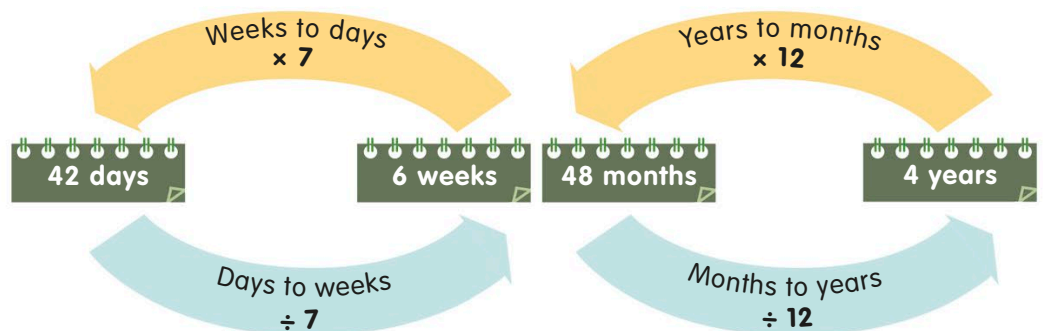 Weeks to days
× 7
Years to months
× 12
42 days
6 weeks
48 months
4 years
Days to weeks
÷ 7
Months to years
÷ 12